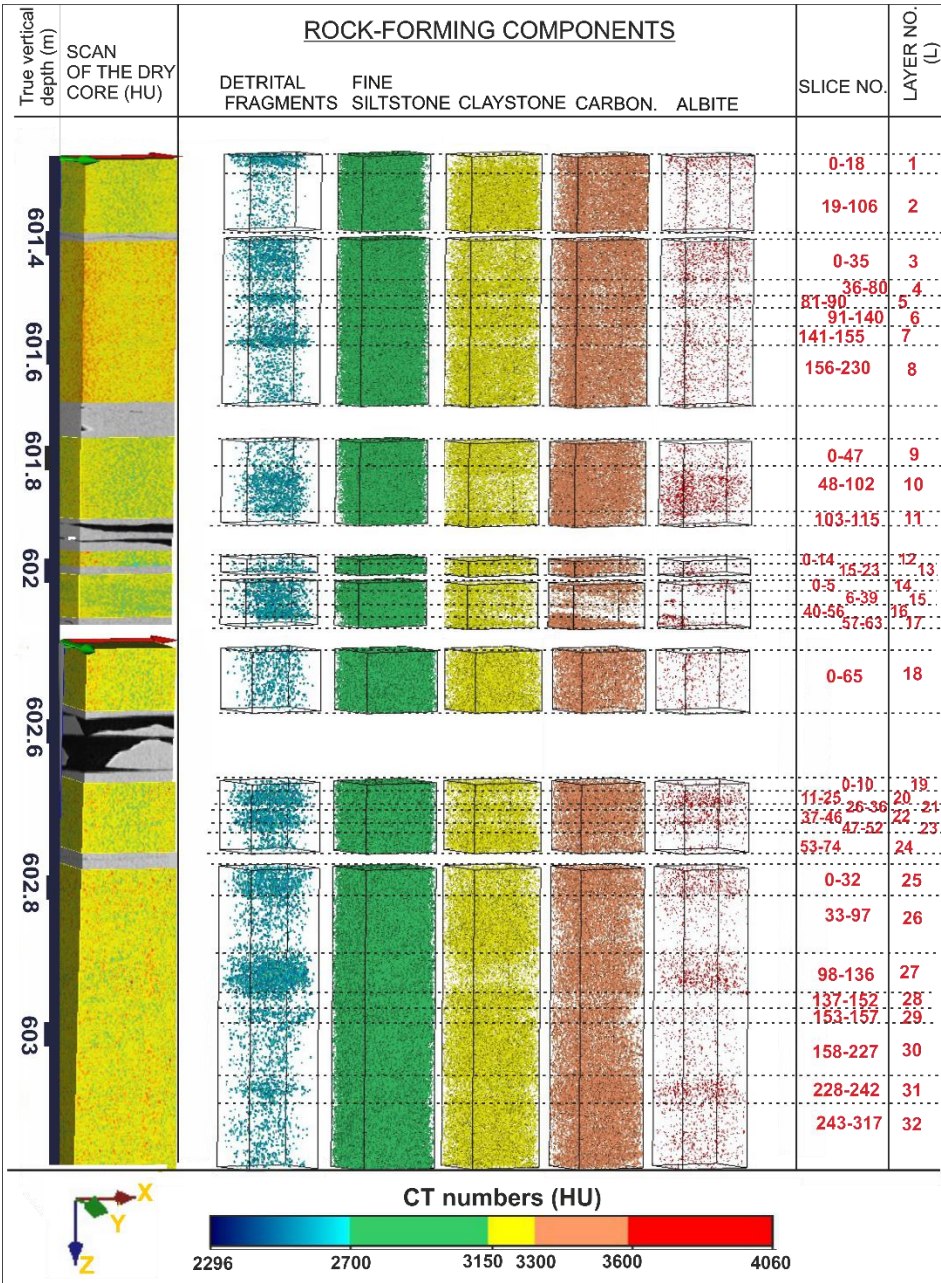 ROCK-FORMING COMPONENTS
True vertical
depth (m)
SCAN
OF THE DRY
CORE (HU)
DETRITAL
FRAGMENTS
FINE
SILTSTONE
CLAYSTONE
CARBON.
ALBITE
SLICE NO.
LAYER NO.
(L)
0-18 1
19-106 2
601.4
0-35 3
36-80 4
81-90 5
91-140 6
141-155 7
601.6
156-230 8
601.8
0-47 9
48-102 10
103-115 11
602
0-14 12
15-23 13
0-5 14
6-39 15
40-56 16
57-63 17
0-65 18
602.6
0-10 19
11-25 20
26-36 21
37-46 22
47-52 23
53-74 24
602.8
0-32 25
33-97 26
98-136 27
137-152 28
153-157 29
603
158-227 30
228-242 31
243-317 32
X
Y
Z
CT numbers (HU)
2296 2700 3150 3300 3600 4060